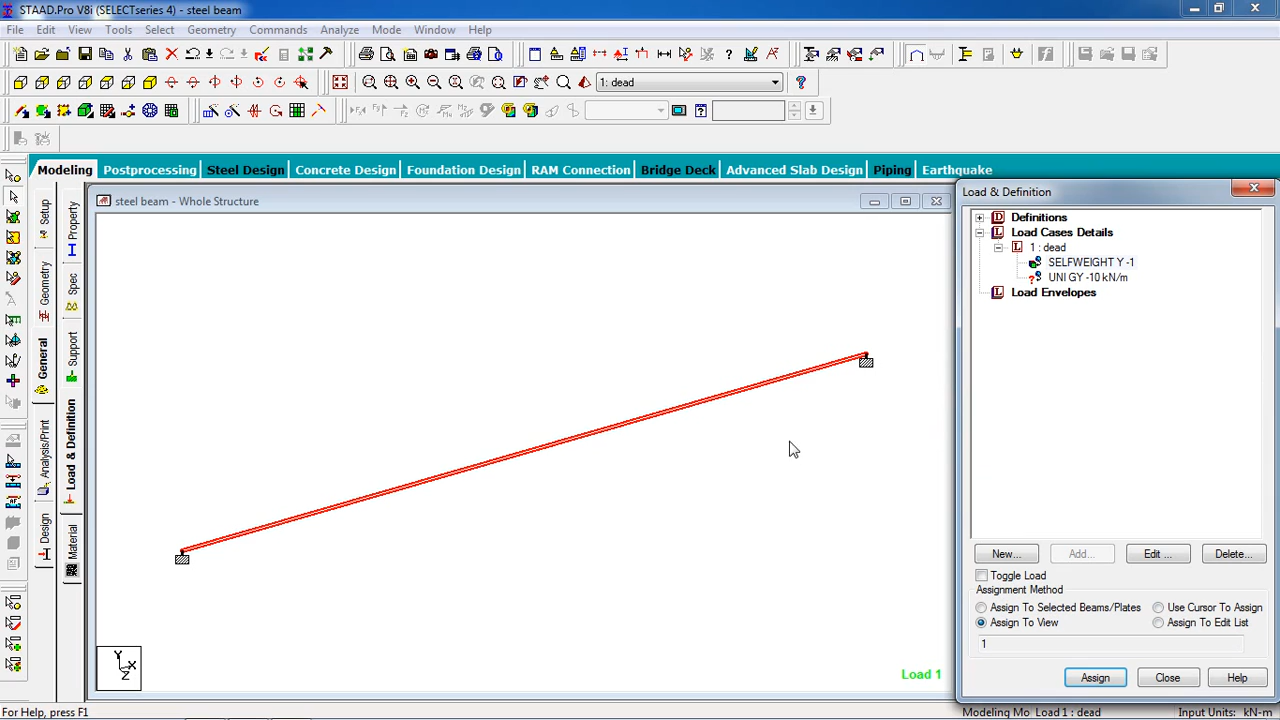 STAAD.Pro V8i (SELECTseries 4) - steel beam
File Edit View Tools Select Geometry Commands Analyze Mode Window Help
1: dead
Modeling Postprocessing Steel Design Concrete Design Foundation Design RAM Connection Bridge Deck Advanced Slab Design Piping Earthquake
Setup
Geometry
General
Analysis/Print
Design
Property
Spec
Support
Load & Definition
Material
steel beam - Whole Structure
Y
X
Z
Load 1
Load & Definition
Definitions
Load Cases Details
1 : dead
SELFWEIGHT Y -1
UNI GY -10 kN/m
Load Envelopes
New... Add... Edit ... Delete...
Toggle Load
Assignment Method
Assign To Selected Beams/Plates Use Cursor To Assign
Assign To View Assign To Edit List
1
Assign Close Help
For Help, press F1 Modeling Mo Load 1 : dead Input Units: kN-m